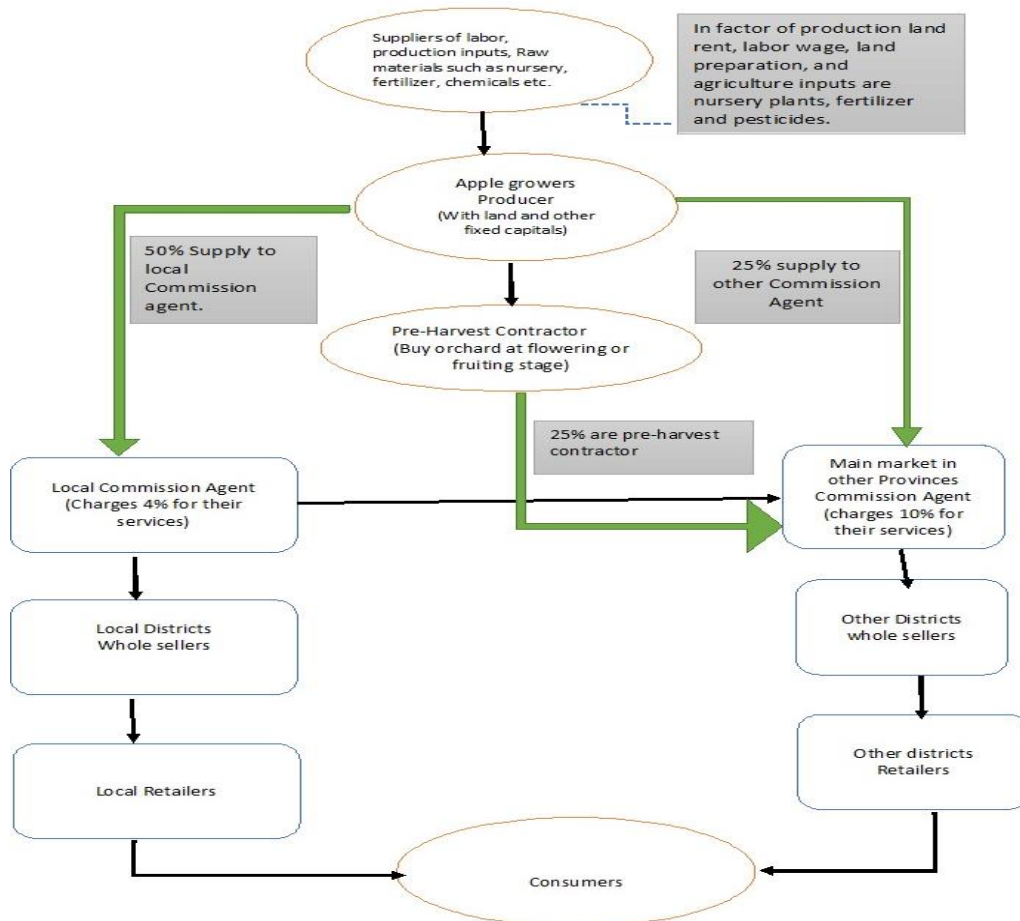 Suppliers of labor,
production inputs, Raw
materials such as nursery,
fertilizer, chemicals etc.
In factor of production land
rent, labor wage, land
preparation, and
agriculture inputs are
nursery plants, fertilizer
and pesticides.
Apple growers
Producer
(With land and other
fixed capitals)
50% Supply to
local
Commission
agent.
25% supply to
other Commission
Agent
Pre-Harvest Contractor
(Buy orchard at flowering or
fruiting stage)
25% are pre-harvest
contractor
Local Commission Agent
(Charges 4% for their
services)
Main market in
other Provinces
Commission Agent
(charges 10% for
their services)
Local Districts
Whole sellers
Other Districts
whole sellers
Local Retailers
Other districts
Retailers
Consumers